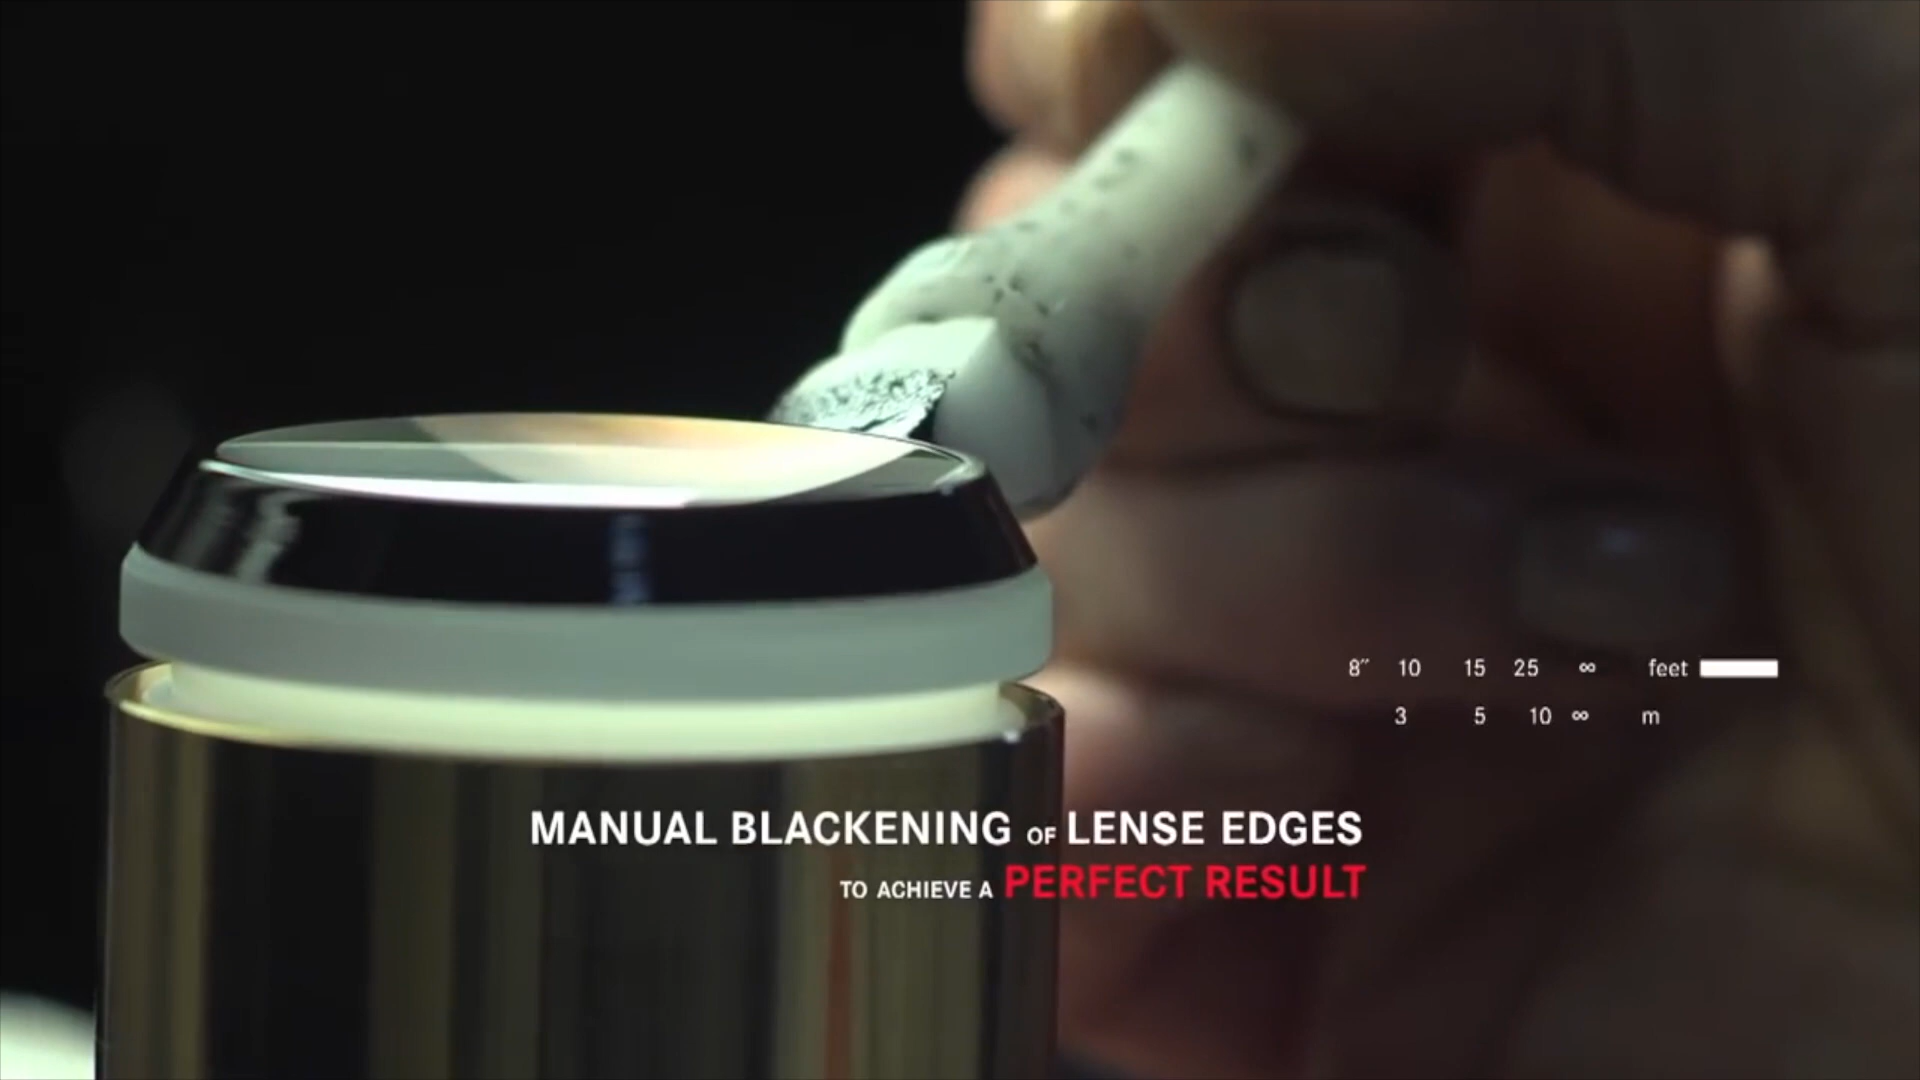 8″ 10 15 25 ∞ feet
3 5 10 ∞ m
MANUAL BLACKENING OF LENSE EDGES
TO ACHIEVE A PERFECT RESULT